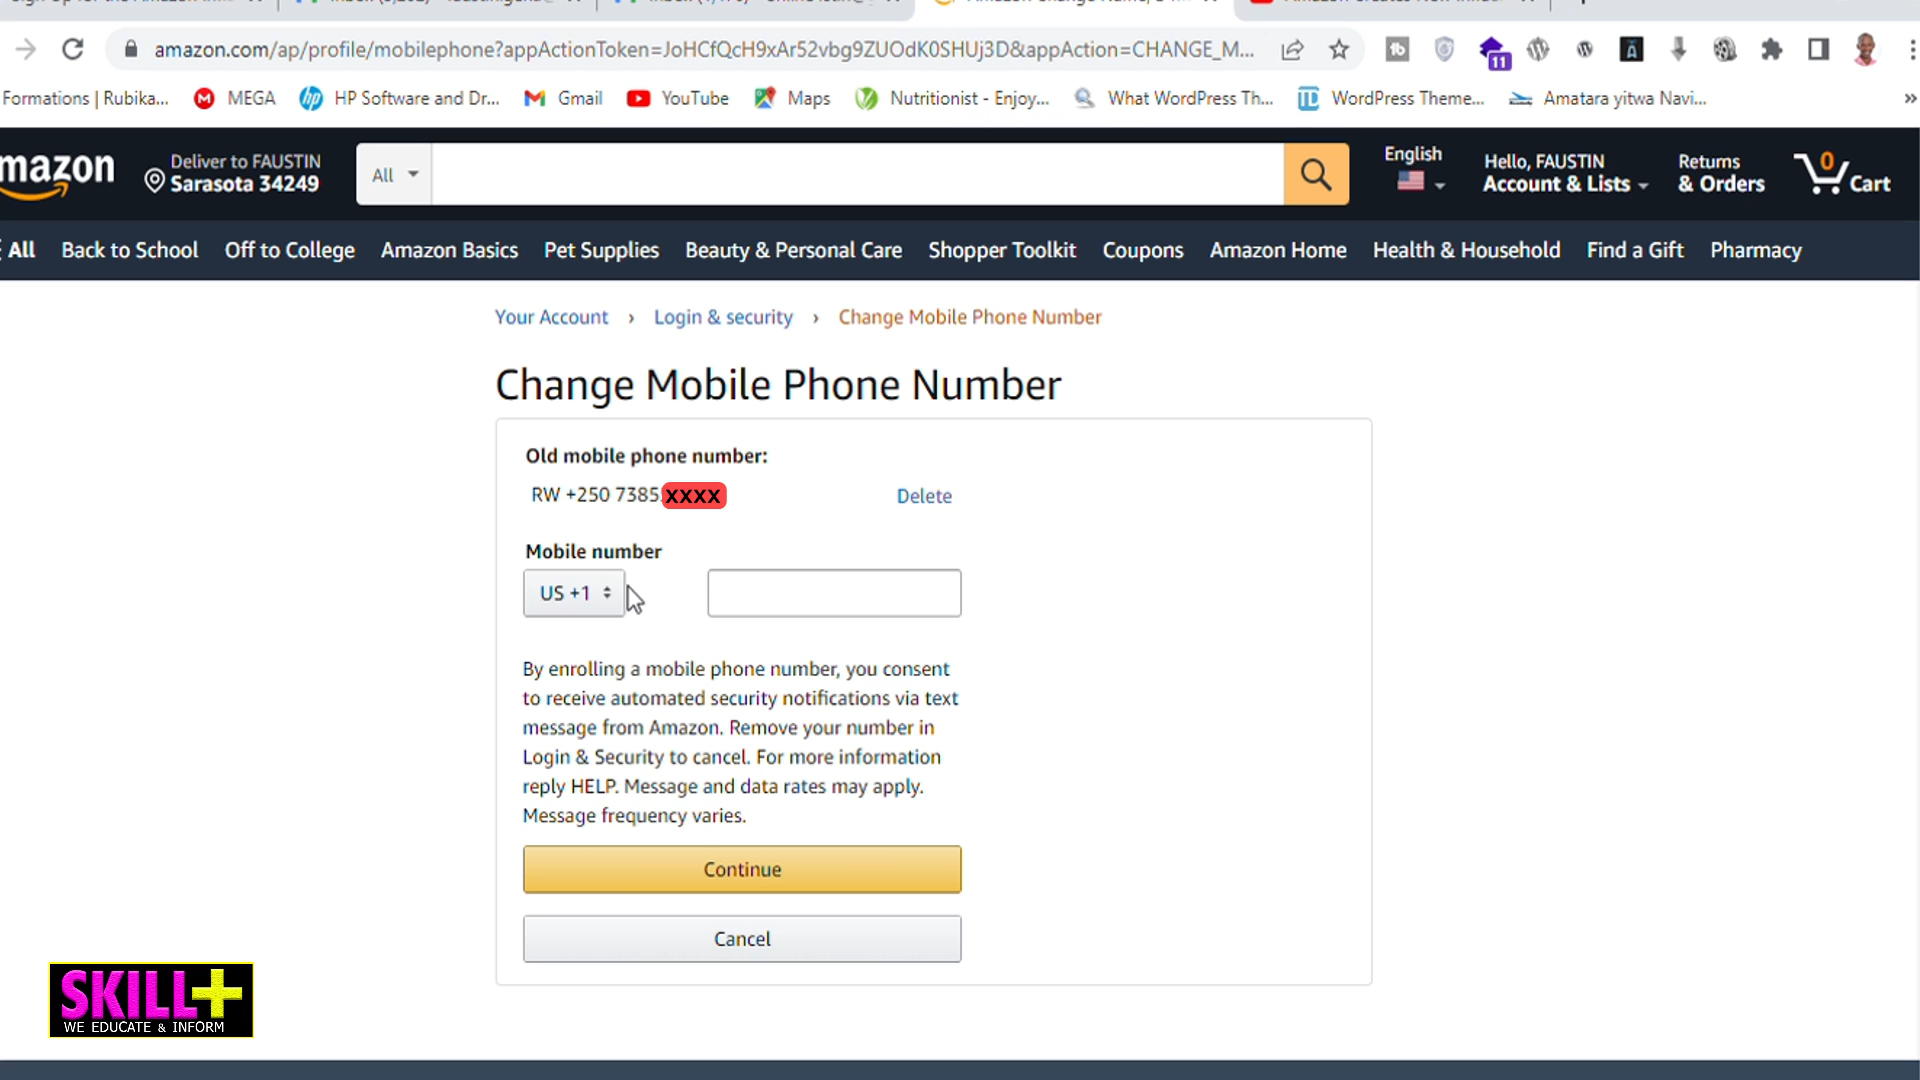 amazon.com/ap/profile/mobilephone?appActionToken=JoHCfQcH9xAr52vbg9ZUOdK0SHUj3D&appAction=CHANGE_M...
11
Formations | Rubika... MEGA HP Software and Dr... Gmail YouTube Maps Nutritionist - Enjoy... What WordPress Th... WordPress Theme... Amatara yitwa Navi... »
mazon
Deliver to FAUSTIN
Sarasota 34249
All
English
Hello, FAUSTIN
Account & Lists
Returns
& Orders
0
Cart
All Back to School Off to College Amazon Basics Pet Supplies Beauty & Personal Care Shopper Toolkit Coupons Amazon Home Health & Household Find a Gift Pharmacy
Your Account › Login & security › Change Mobile Phone Number
Change Mobile Phone Number
Old mobile phone number:
RW +250 7385 XXXX Delete
Mobile number
US +1
By enrolling a mobile phone number, you consent
to receive automated security notifications via text
message from Amazon. Remove your number in
Login & Security to cancel. For more information
reply HELP. Message and data rates may apply.
Message frequency varies.
Continue
Cancel
SKILL+
WE EDUCATE & INFORM